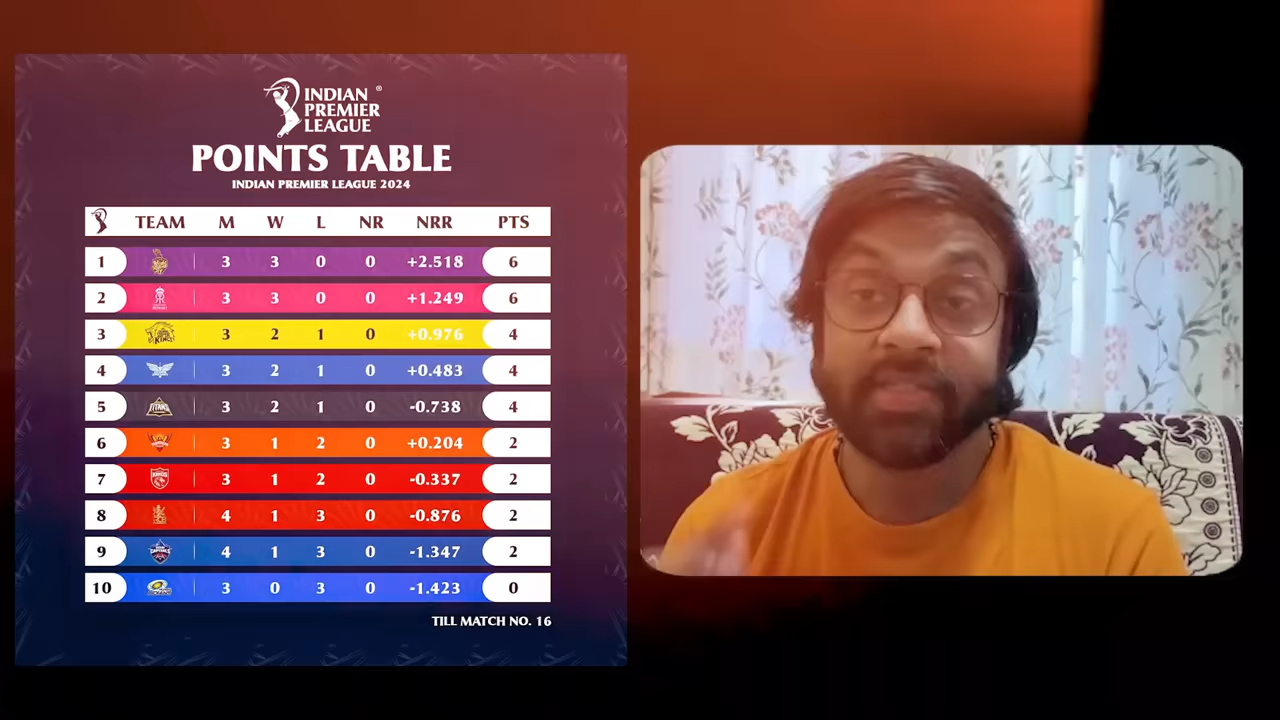 INDIAN ®
PREMIER
LEAGUE
POINTS TABLE
INDIAN PREMIER LEAGUE 2024
TEAM M W L NR NRR PTS
1 3 3 0 0 +2.518 6
2 3 3 0 0 +1.249 6
3 3 2 1 0 +0.976 4
4 3 2 1 0 +0.483 4
5 TITANS 3 2 1 0 -0.738 4
6 3 1 2 0 +0.204 2
7 3 1 2 0 -0.337 2
8 4 1 3 0 -0.876 2
9 CAPITALS 4 1 3 0 -1.347 2
10 3 0 3 0 -1.423 0
TILL MATCH NO. 16